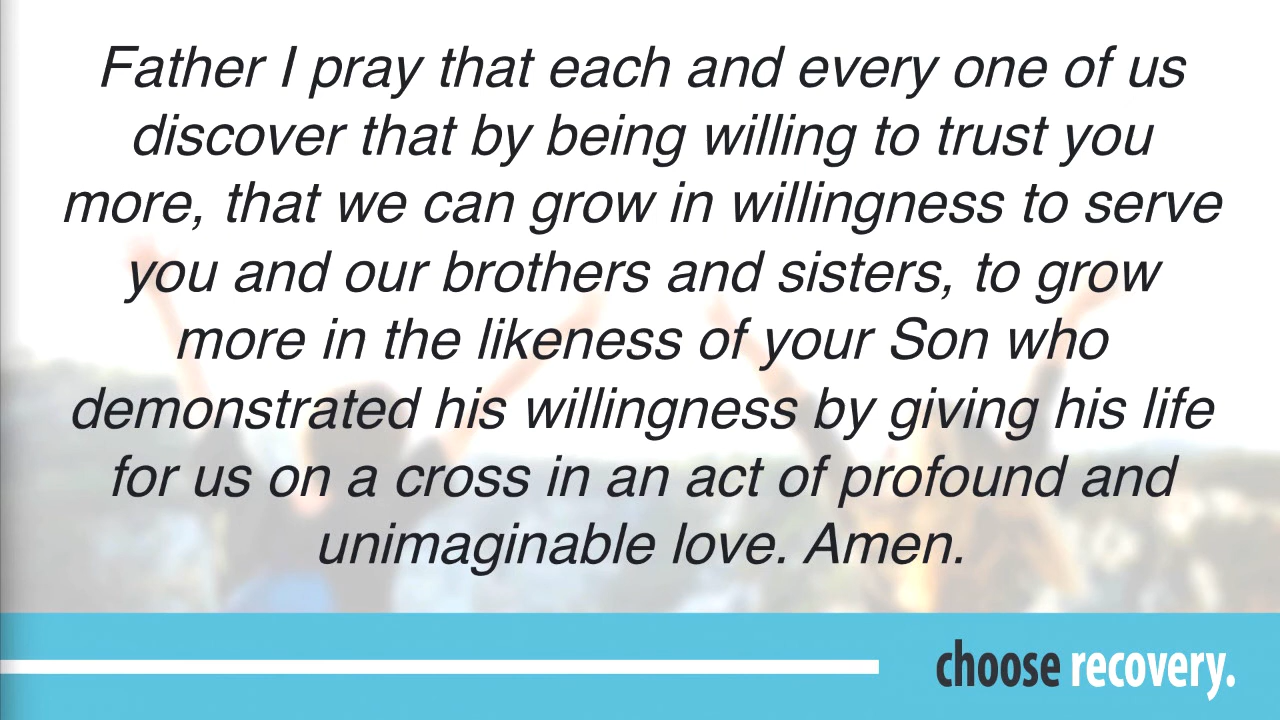 Father I pray that each and every one of us
discover that by being willing to trust you
more, that we can grow in willingness to serve
you and our brothers and sisters, to grow
more in the likeness of your Son who
demonstrated his willingness by giving his life
for us on a cross in an act of profound and
unimaginable love. Amen.
choose recovery.